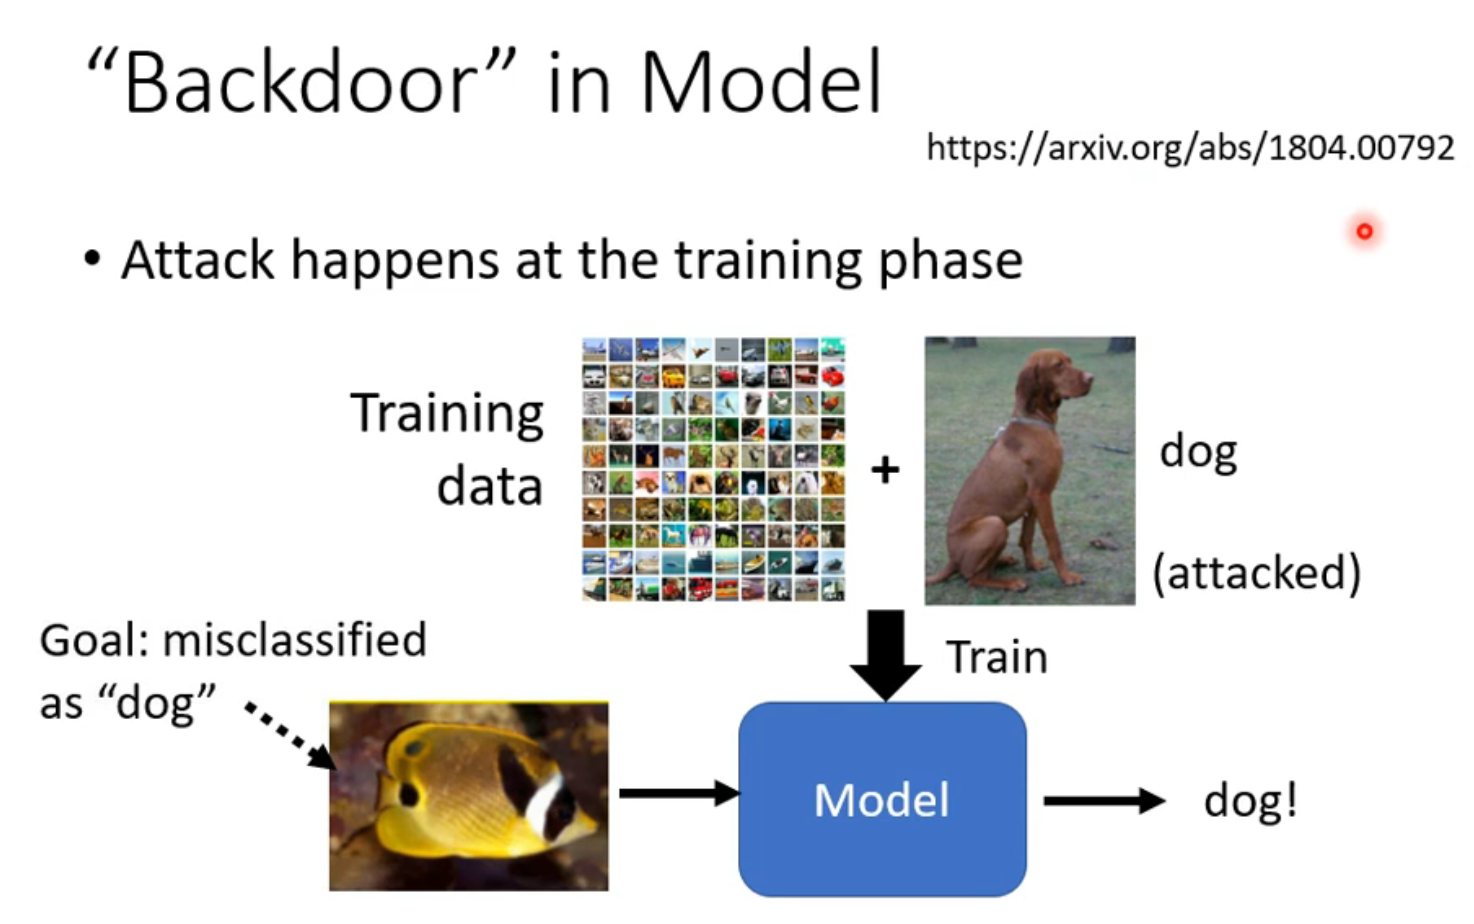 “Backdoor” in Model
https://arxiv.org/abs/1804.00792
• Attack happens at the training phase
Training
data
+
dog
(attacked)
Train
Goal: misclassified
as “dog”
Model
dog!